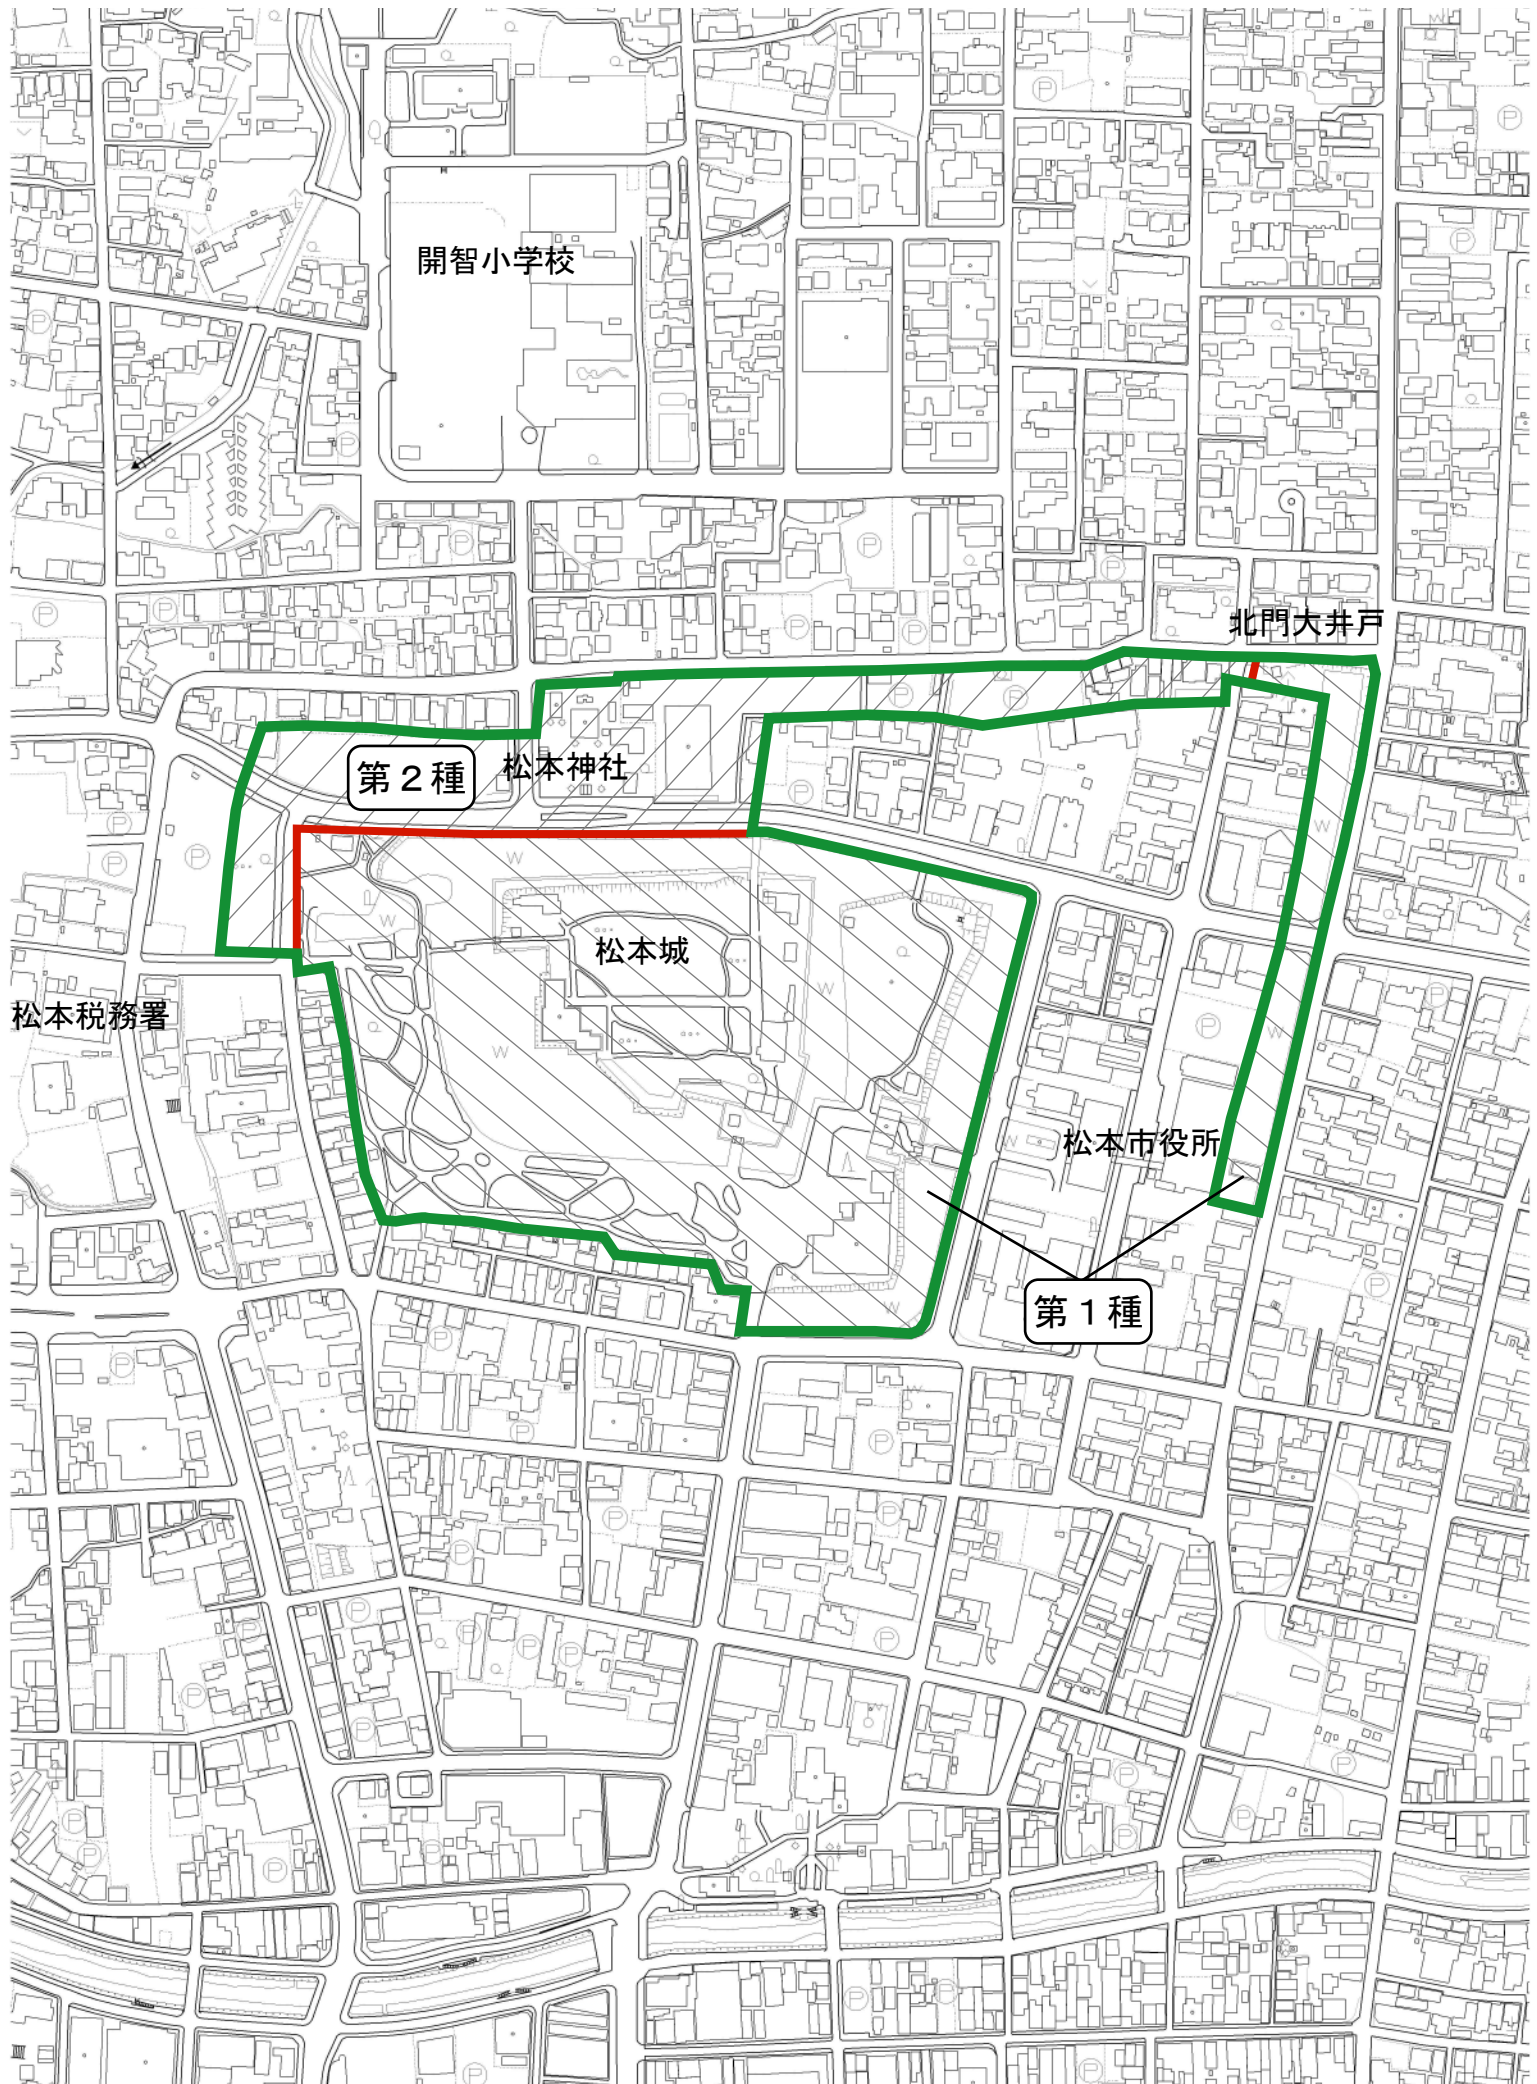 開智小学校
北門大井戸
第２種
松本神社
松本城
松本税務署
松本市役所
第１種